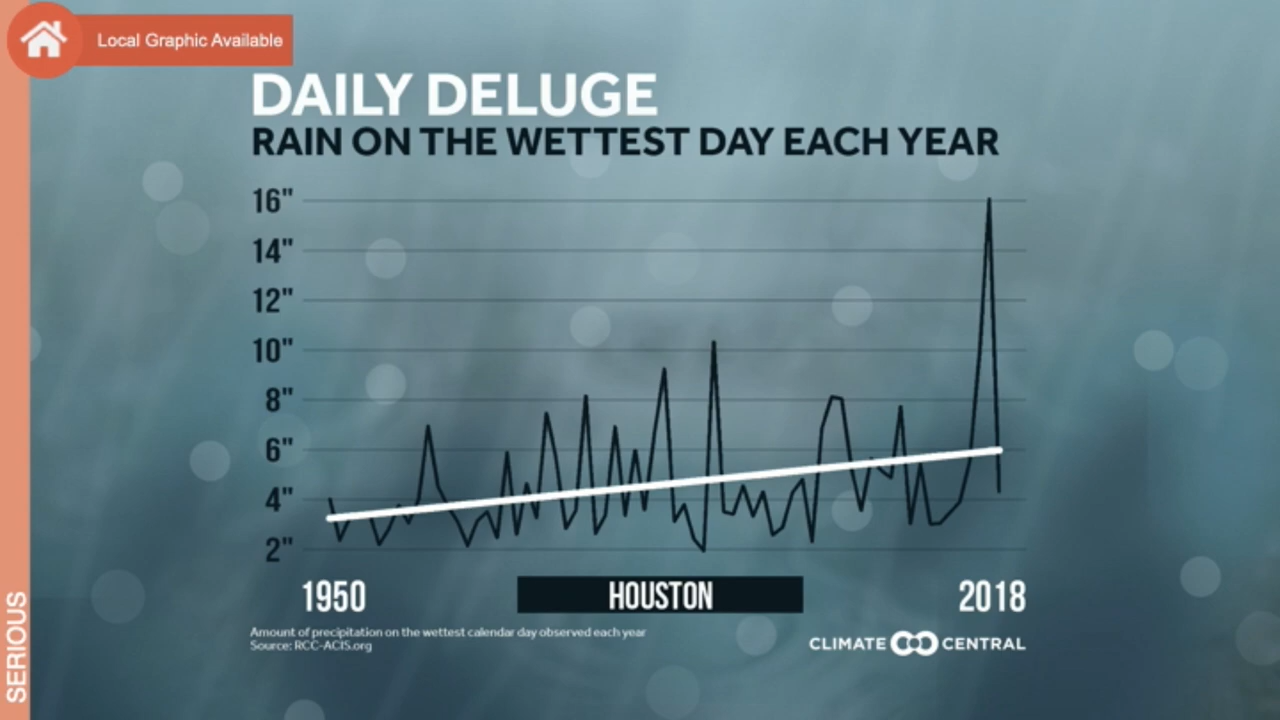 Local Graphic Available
DAILY DELUGE
RAIN ON THE WETTEST DAY EACH YEAR
16"
14"
12"
10"
8"
6"
4"
2"
1950
HOUSTON
2018
Amount of precipitation on the wettest calendar day observed each year
Source: RCC-ACIS.org
CLIMATE CENTRAL
SERIOUS